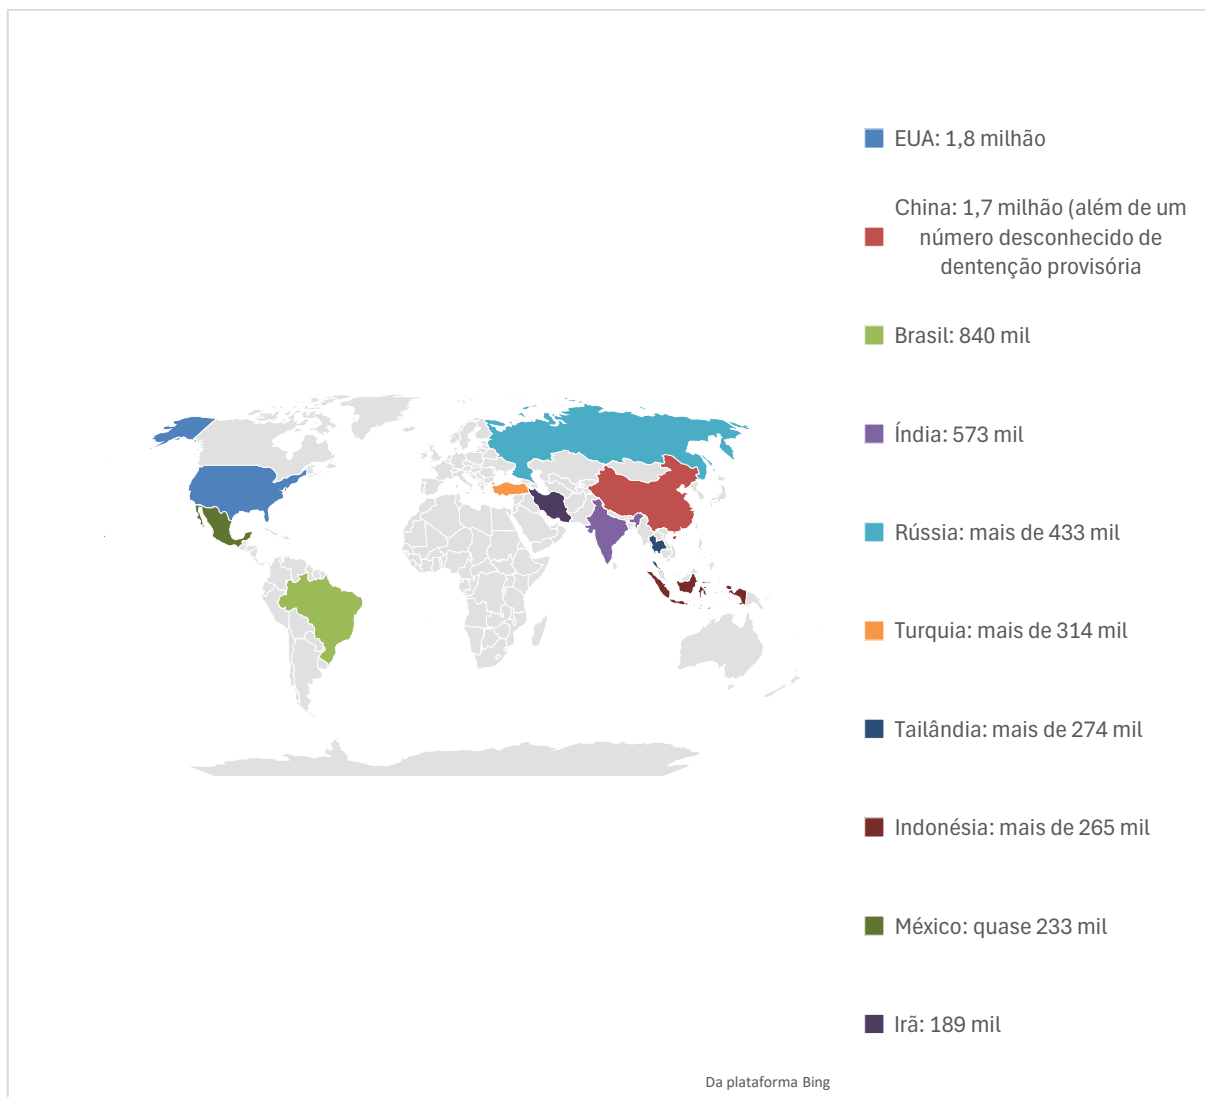 EUA: 1,8 milhão
China: 1,7 milhão (além de um
número desconhecido de
dentenção provisória
Brasil: 840 mil
Índia: 573 mil
Rússia: mais de 433 mil
Turquia: mais de 314 mil
Tailândia: mais de 274 mil
Indonésia: mais de 265 mil
México: quase 233 mil
Irã: 189 mil
Da plataforma Bing